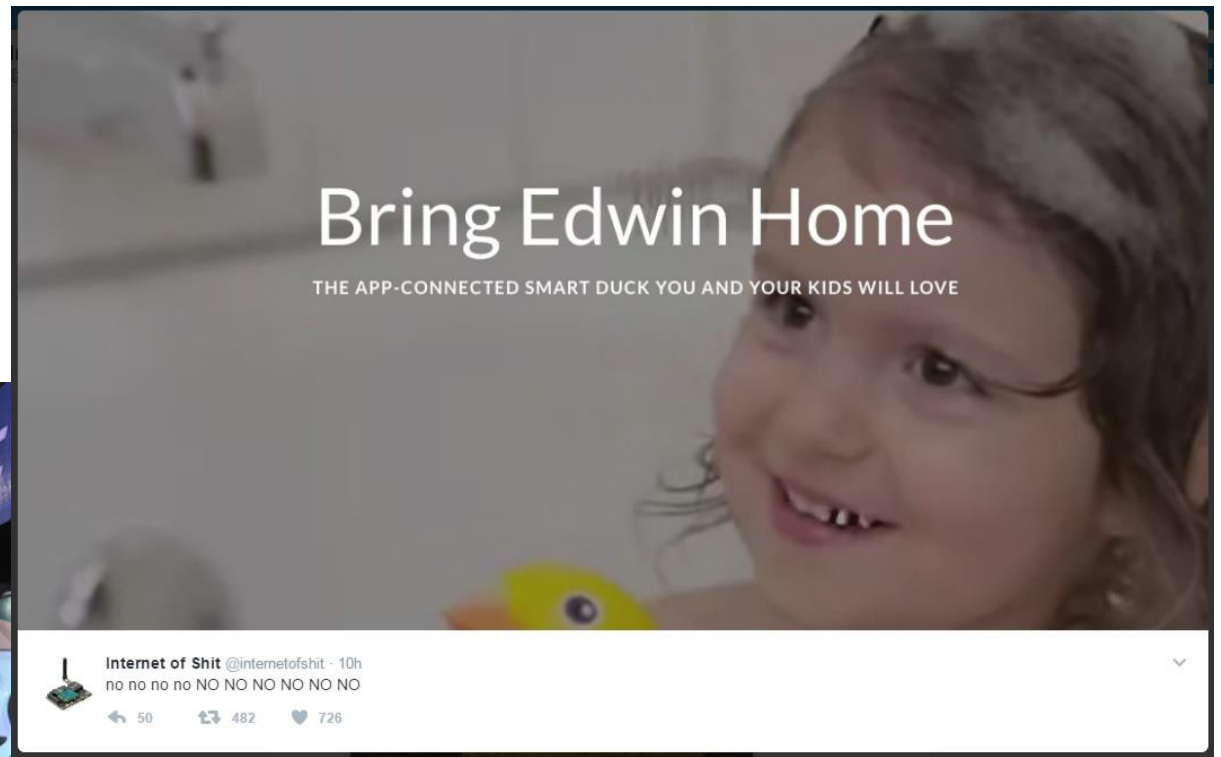 Bring Edwin Home
THE APP-CONNECTED SMART DUCK YOU AND YOUR KIDS WILL LOVE
Internet of Shit @internetofshit · 10h
no no no no NO NO NO NO NO NO
50 482 726